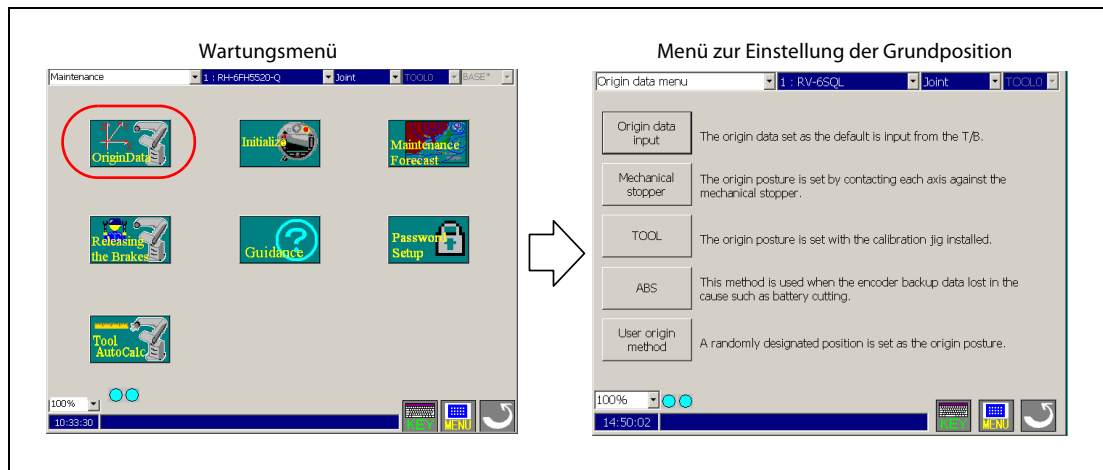 Wartungsmenü
Maintenance 1 : RH-6FH5520-Q Joint TOOL0 BASE*
OriginData
Initialize
Maintenance
Forecast
Releasing
the Brakes
Guidance
Password
Setup
Tool
AutoCalc
100%
10:33:30 KEY MENU
Menü zur Einstellung der Grundposition
Origin data menu 1 : RV-6SQL Joint TOOL0
Origin data
input
The origin data set as the default is input from the T/B.
Mechanical
stopper
The origin posture is set by contacting each axis against the
mechanical stopper.
TOOL
The origin posture is set with the calibration jig installed.
ABS
This method is used when the encoder backup data lost in the
cause such as battery cutting.
User origin
method
A randomly designated position is set as the origin posture.
100%
14:50:02 KEY MENU